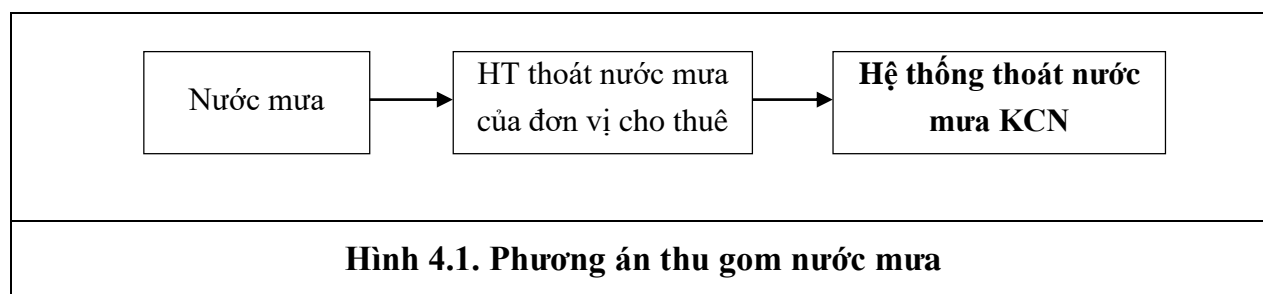 Nước mưa
HT thoát nước mưa
của đơn vị cho thuê
Hệ thống thoát nước
mưa KCN
Hình 4.1. Phương án thu gom nước mưa